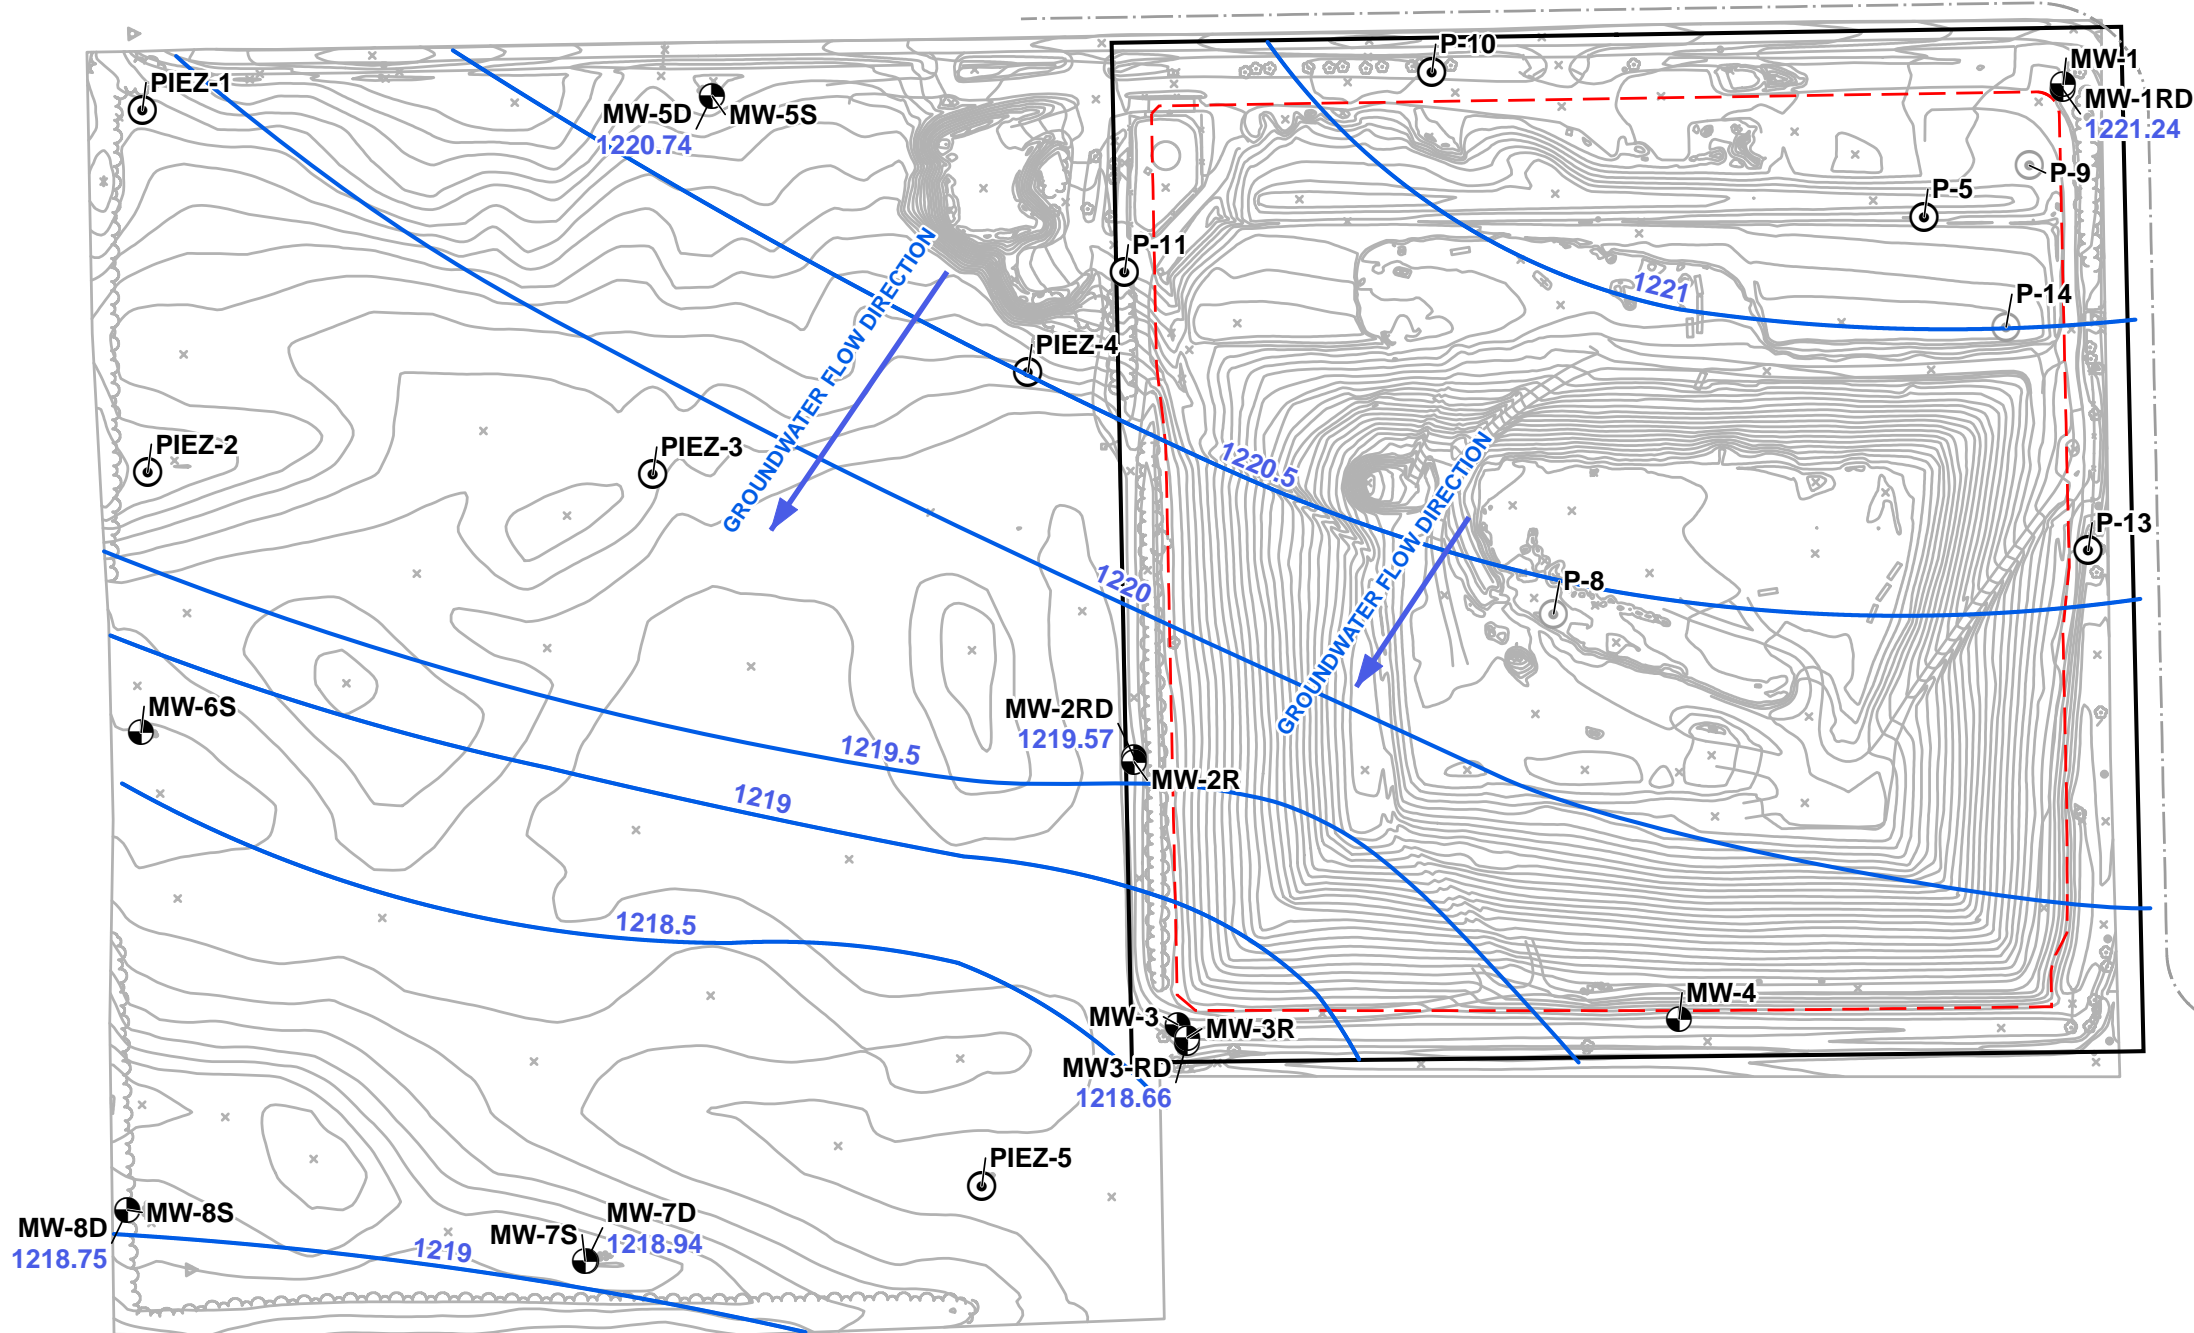 P-10
MW-1
PIEZ-1
MW-5D
MW-5S
1220.74
MW-1RD
1221.24
P-9
P-5
P-11
GROUNDWATER FLOW DIRECTION
1221
P-14
PIEZ-4
PIEZ-2
PIEZ-3
1220.5
GROUNDWATER FLOW DIRECTION
P-13
1220
P-8
MW-6S
MW-2RD
1219.57
1219.5
MW-2R
1219
1218.5
MW-4
MW-3
MW-3R
MW3-RD
1218.66
PIEZ-5
MW-8S
MW-8D
1218.75
MW-7D
MW-7S
1218.94
1219